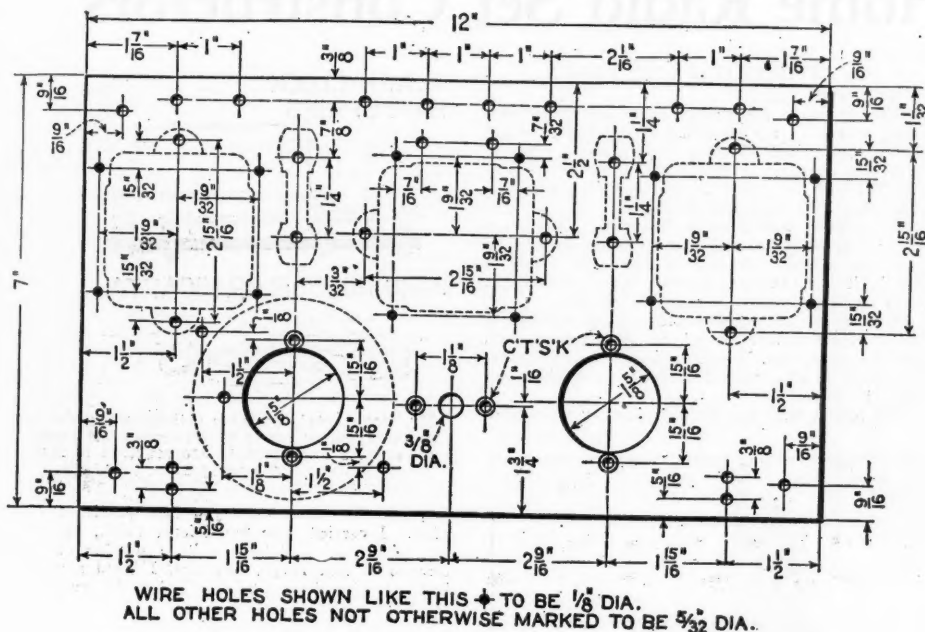 12"
1 7/16" 1" 3/8" 1" 1" 1" 2 1/16" 1" 1 7/16" 9/16"
9/16" 7/8" 7/32" 2 1/2" 1 1/4" 9/16" 1 1/32"
9/16" 15/32" 15/32"
1 9/32" 1 1/4" 7/16" 1 9/32" 7/16" 1 1/4"
7" 1 9/32" 2 15/16" 1 9/32" 1 9/32" 1 9/32" 2 15/16"
15/32" 1 3/32" 2 15/16" 15/32"
1 1/2" 1/8"
1 1/2" 15/16" 1 1/8" C'T'S'K 15/16" 1 1/2"
1 5/8" 1/16" 1 5/8"
9/16" 15/16" 3/8" DIA. 1 3/4" 15/16" 9/16"
3/8" 1/8" 3/8"
9/16" 1 1/8" 1 1/2" 5/16" 9/16"
5/16"
1 1/2" 1 15/16" 2 9/16" 2 9/16" 1 15/16" 1 1/2"
WIRE HOLES SHOWN LIKE THIS TO BE 1/8" DIA.
ALL OTHER HOLES NOT OTHERWISE MARKED TO BE 5/32" DIA.